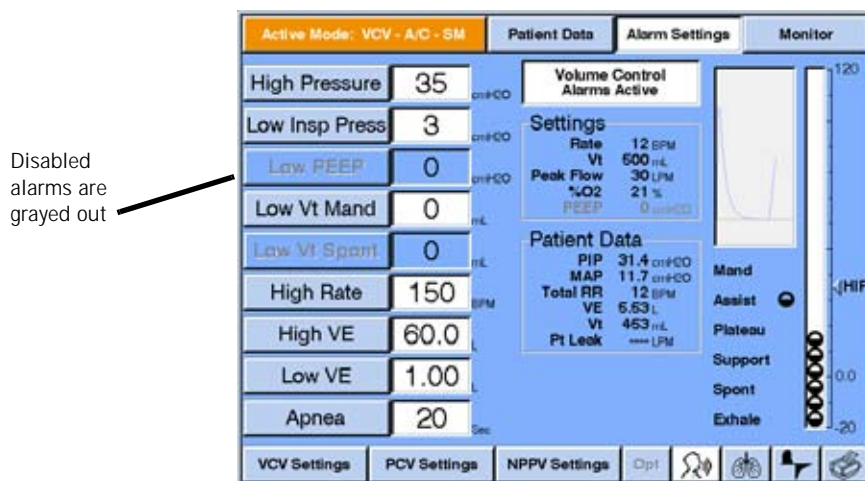 Disabled
alarms are
grayed out
Active Mode: VCV - A/C - SM
Patient Data
Alarm Settings
Monitor
High Pressure 35 cmH2O
Low Insp Press 3 cmH2O
Low PEEP 0 cmH2O
Low Vt Mand 0 mL
Low Vt Spont 0 mL
High Rate 150 BPM
High VE 60.0 L
Low VE 1.00 L
Apnea 20 Sec
Volume Control
Alarms Active
Settings
Rate 12 BPM
Vt 500 mL
Peak Flow 30 LPM
%O2 21 %
PEEP 0 cmH2O
Patient Data
PIP 31.4 cmH2O
MAP 11.7 cmH2O
Total RR 12 BPM
VE 5.53 L
Vt 453 mL
Pt Leak ---- LPM
Mand
Assist
Plateau
Support
Spont
Exhale
120
HIP
0.0
-20
VCV Settings
PCV Settings
NPPV Settings
Opt